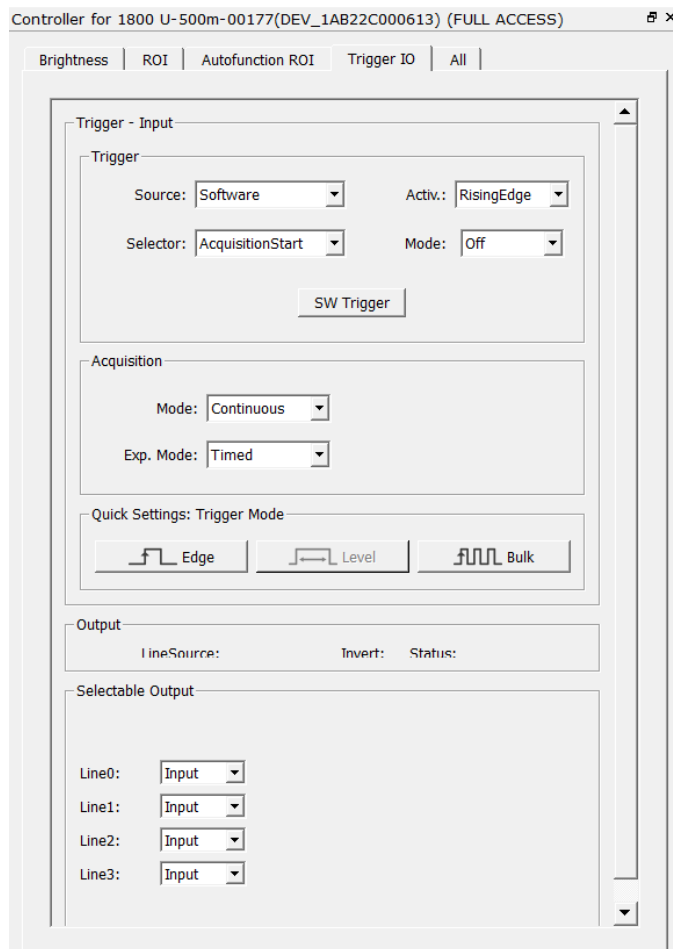 Controller for 1800 U-500m-00177(DEV_1AB22C000613) (FULL ACCESS)
Brightness ROI Autofunction ROI Trigger IO All
Trigger - Input
Trigger
Source: Software Activ.: RisingEdge
Selector: AcquisitionStart Mode: Off
SW Trigger
Acquisition
Mode: Continuous
Exp. Mode: Timed
Quick Settings: Trigger Mode
Edge Level Bulk
Output
LineSource: Invert: Status:
Selectable Output
Line0: Input
Line1: Input
Line2: Input
Line3: Input